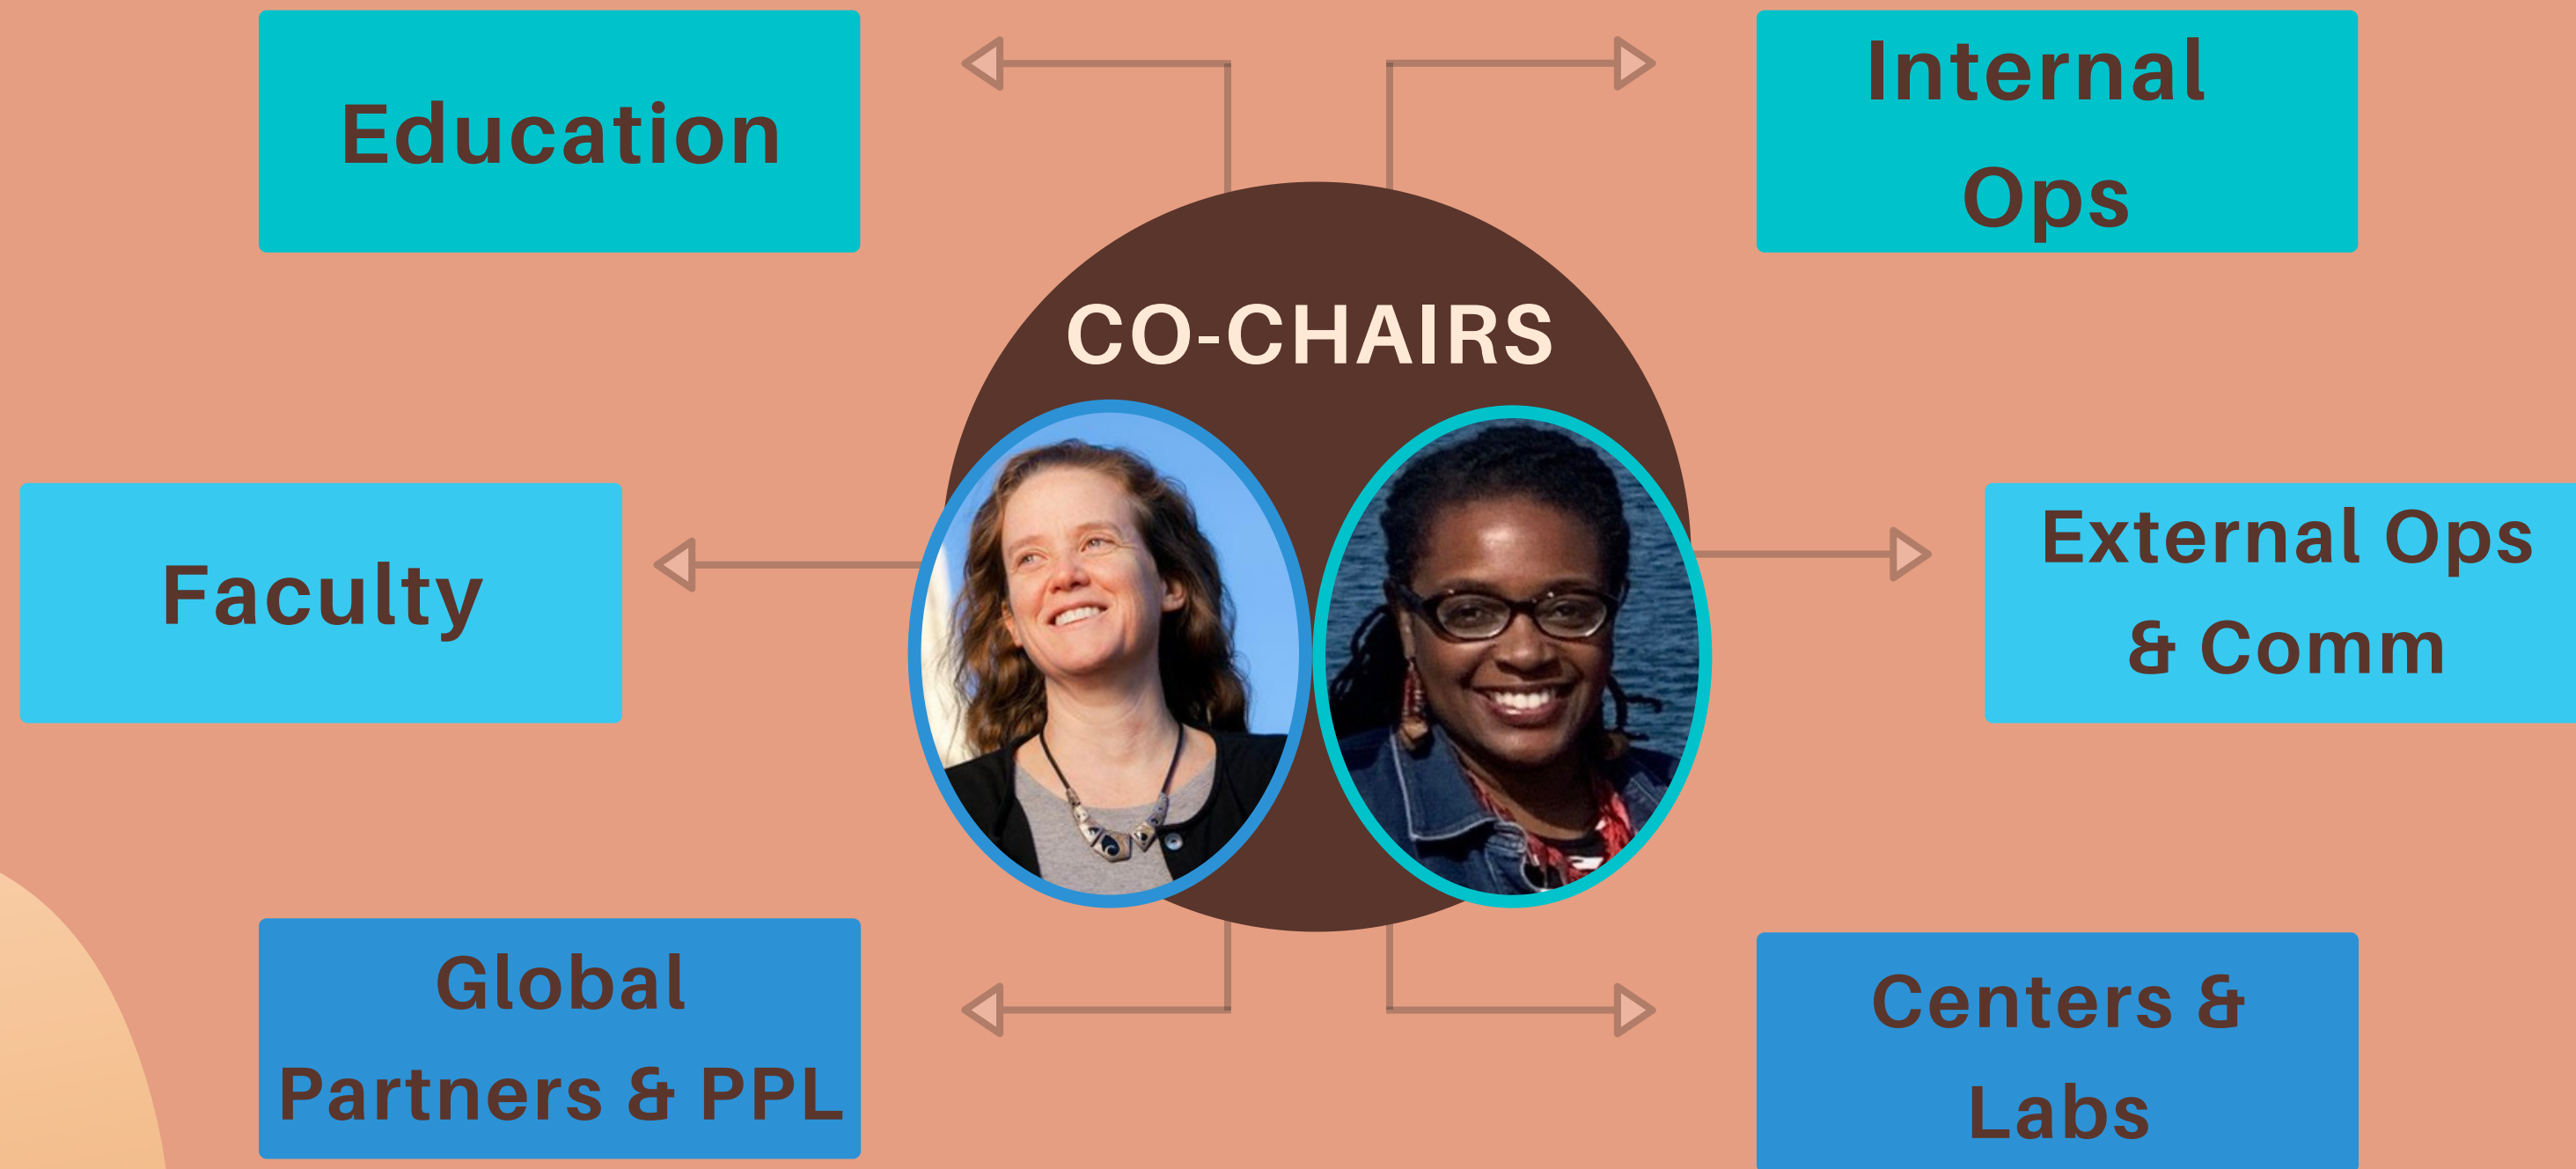 Education
Internal
Ops
CO-CHAIRS
Faculty
External Ops
& Comm
Global
Partners & PPL
Centers &
Labs